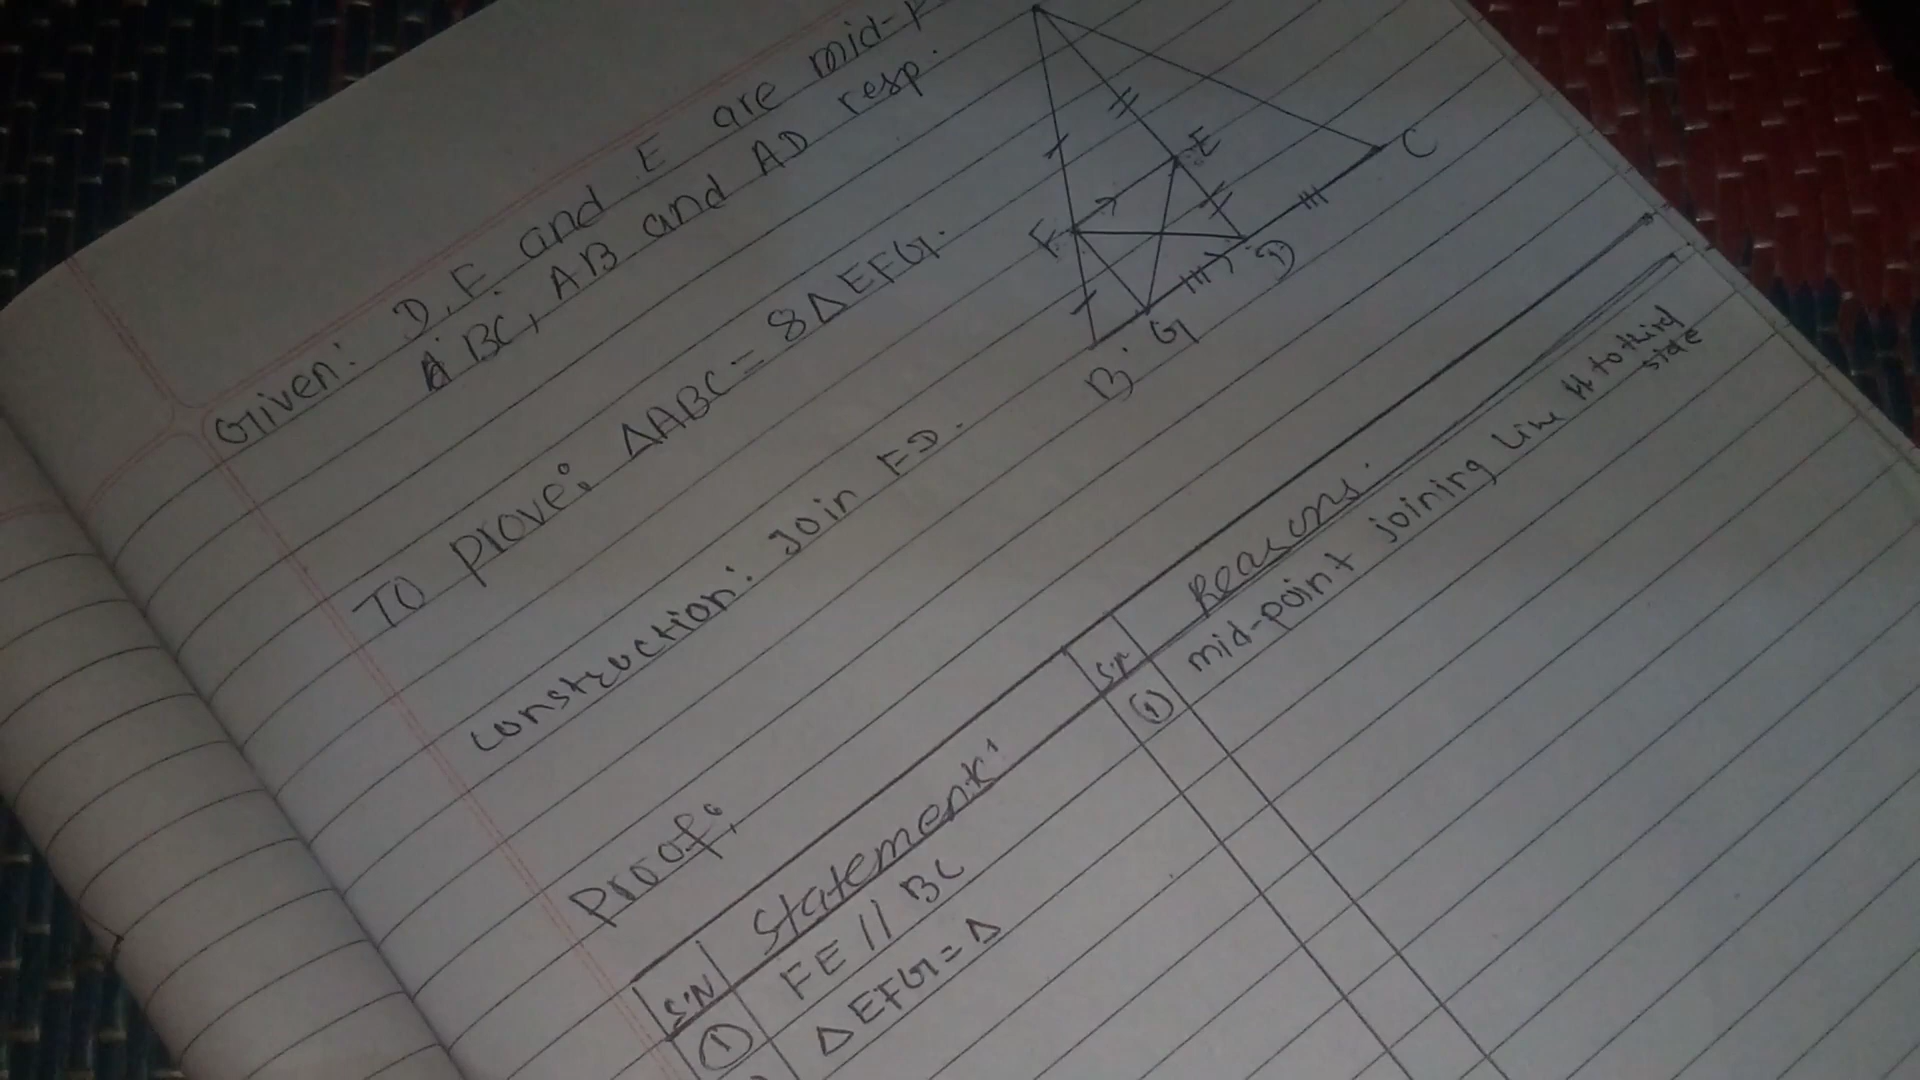 Given: D, F and E are mid-
BC, AB and AD resp.
To prove: ΔABC = 8ΔEFG.
construction: Join FD.
E
C
F
D
G
B
Proof:
S.N Statement S.N Reasons.
① FE // BC ① mid-point joining line // to third side
ΔEFG = Δ